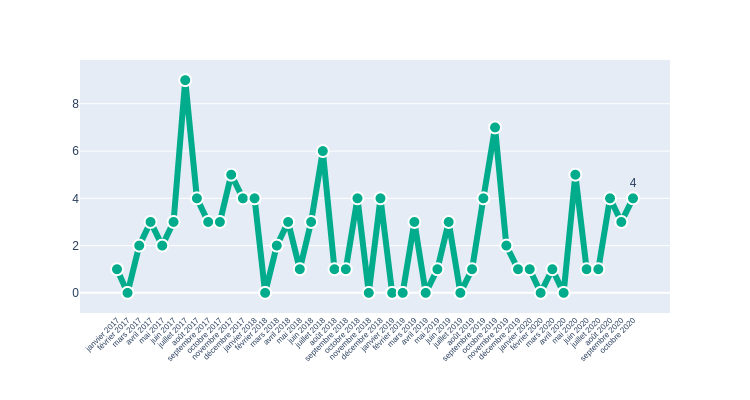 8
6
4
2
0
4
janvier 2017
février 2017
mars 2017
avril 2017
mai 2017
juin 2017
juillet 2017
août 2017
septembre 2017
octobre 2017
novembre 2017
décembre 2017
janvier 2018
février 2018
mars 2018
avril 2018
mai 2018
juin 2018
juillet 2018
août 2018
septembre 2018
octobre 2018
novembre 2018
décembre 2018
janvier 2019
février 2019
mars 2019
avril 2019
mai 2019
juin 2019
juillet 2019
août 2019
septembre 2019
octobre 2019
novembre 2019
décembre 2019
janvier 2020
février 2020
mars 2020
avril 2020
mai 2020
juin 2020
juillet 2020
août 2020
septembre 2020
octobre 2020